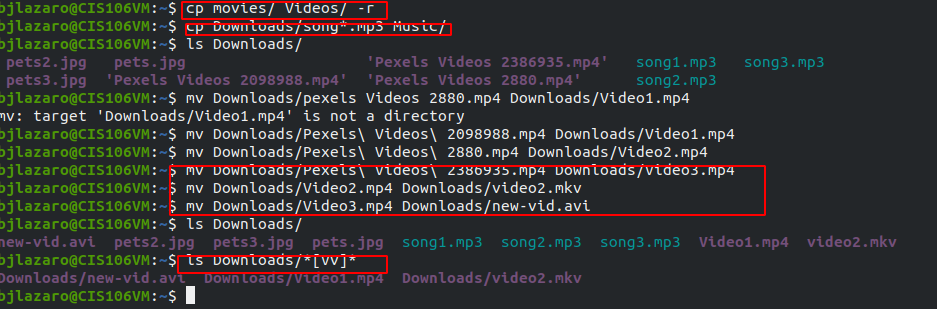 bjlazaro@CIS106VM:~$ cp movies/ Videos/ -r
bjlazaro@CIS106VM:~$ cp Downloads/song*.mp3 Music/
bjlazaro@CIS106VM:~$ ls Downloads/
pets2.jpg pets.jpg 'Pexels Videos 2386935.mp4' song1.mp3 song3.mp3
pets3.jpg 'Pexels Videos 2098988.mp4' 'Pexels Videos 2880.mp4' song2.mp3
bjlazaro@CIS106VM:~$ mv Downloads/pexels Videos 2880.mp4 Downloads/Video1.mp4
mv: target 'Downloads/Video1.mp4' is not a directory
bjlazaro@CIS106VM:~$ mv Downloads/Pexels\ Videos\ 2098988.mp4 Downloads/Video1.mp4
bjlazaro@CIS106VM:~$ mv Downloads/Pexels\ Videos\ 2880.mp4 Downloads/Video2.mp4
bjlazaro@CIS106VM:~$ mv Downloads/Pexels\ Videos\ 2386935.mp4 Downloads/Video3.mp4
bjlazaro@CIS106VM:~$ mv Downloads/Video2.mp4 Downloads/video2.mkv
bjlazaro@CIS106VM:~$ mv Downloads/Video3.mp4 Downloads/new-vid.avi
bjlazaro@CIS106VM:~$ ls Downloads/
new-vid.avi pets2.jpg pets3.jpg pets.jpg song1.mp3 song2.mp3 song3.mp3 Video1.mp4 video2.mkv
bjlazaro@CIS106VM:~$ ls Downloads/*[Vv]*
Downloads/new-vid.avi Downloads/Video1.mp4 Downloads/video2.mkv
bjlazaro@CIS106VM:~$